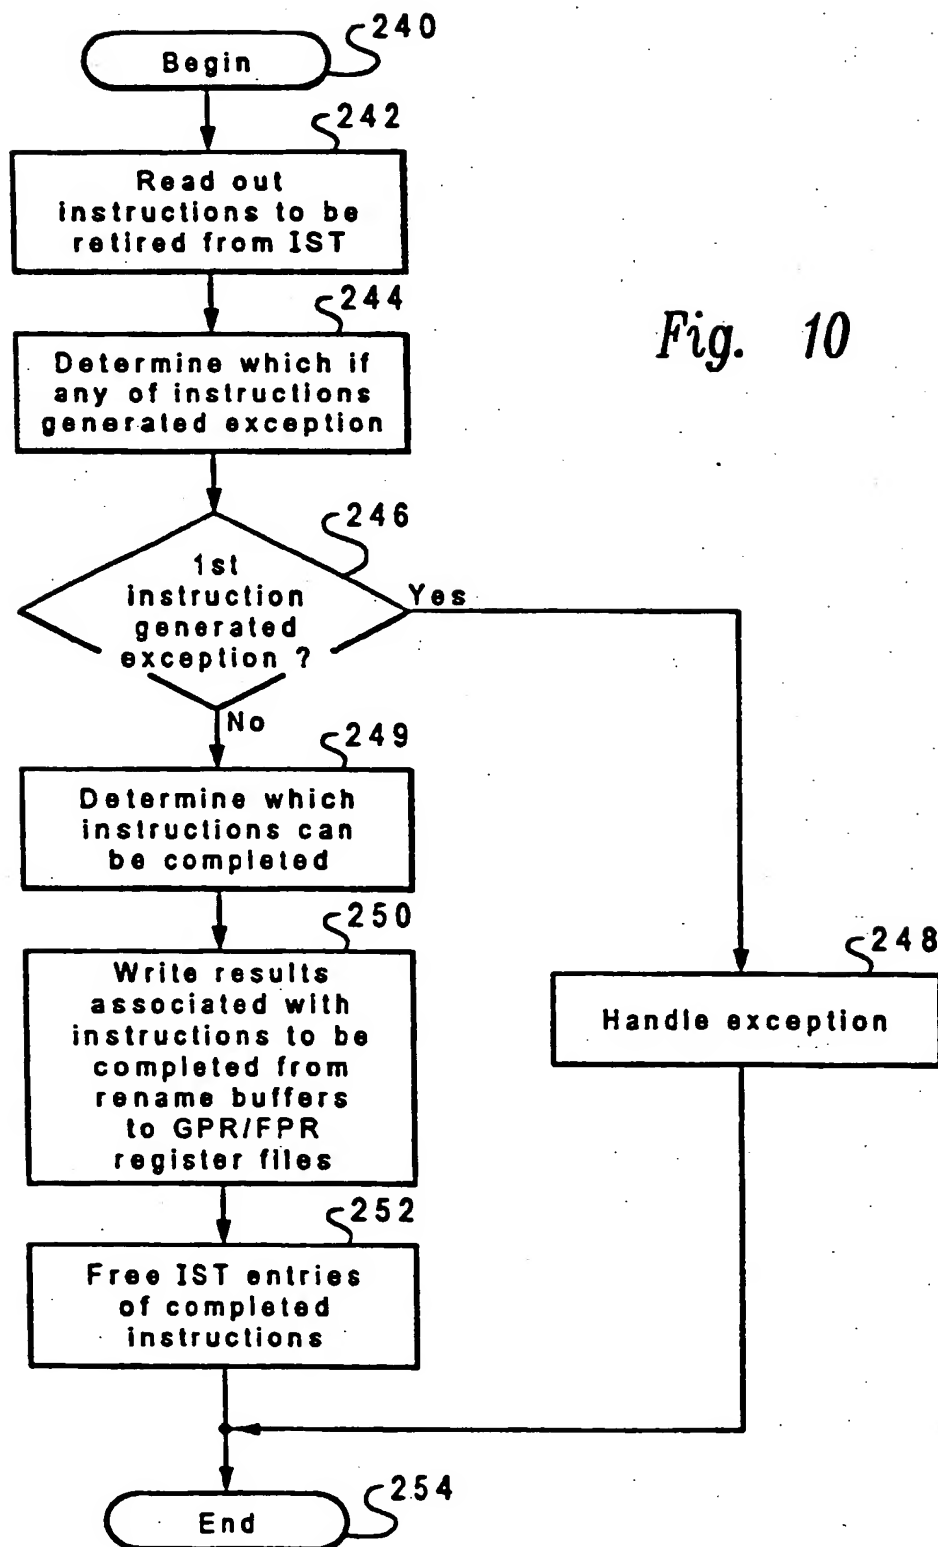 240
Begin
242
Read out
instructions to be
retired from IST
244
Determine which if
any of instructions
generated exception
Fig. 10
246
1st
instruction
generated
exception ?
Yes
No
249
Determine which
instructions can
be completed
250
Write results
associated with
instructions to be
completed from
rename buffers
to GPR/FPR
register files
248
Handle exception
252
Free IST entries
of completed
instructions
254
End